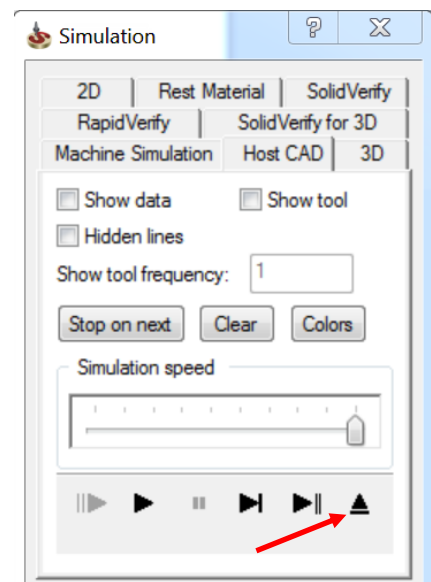 Simulation
2D Rest Material SolidVerify
RapidVerify SolidVerify for 3D
Machine Simulation Host CAD 3D
Show data Show tool
Hidden lines
Show tool frequency: 1
Stop on next Clear Colors
Simulation speed